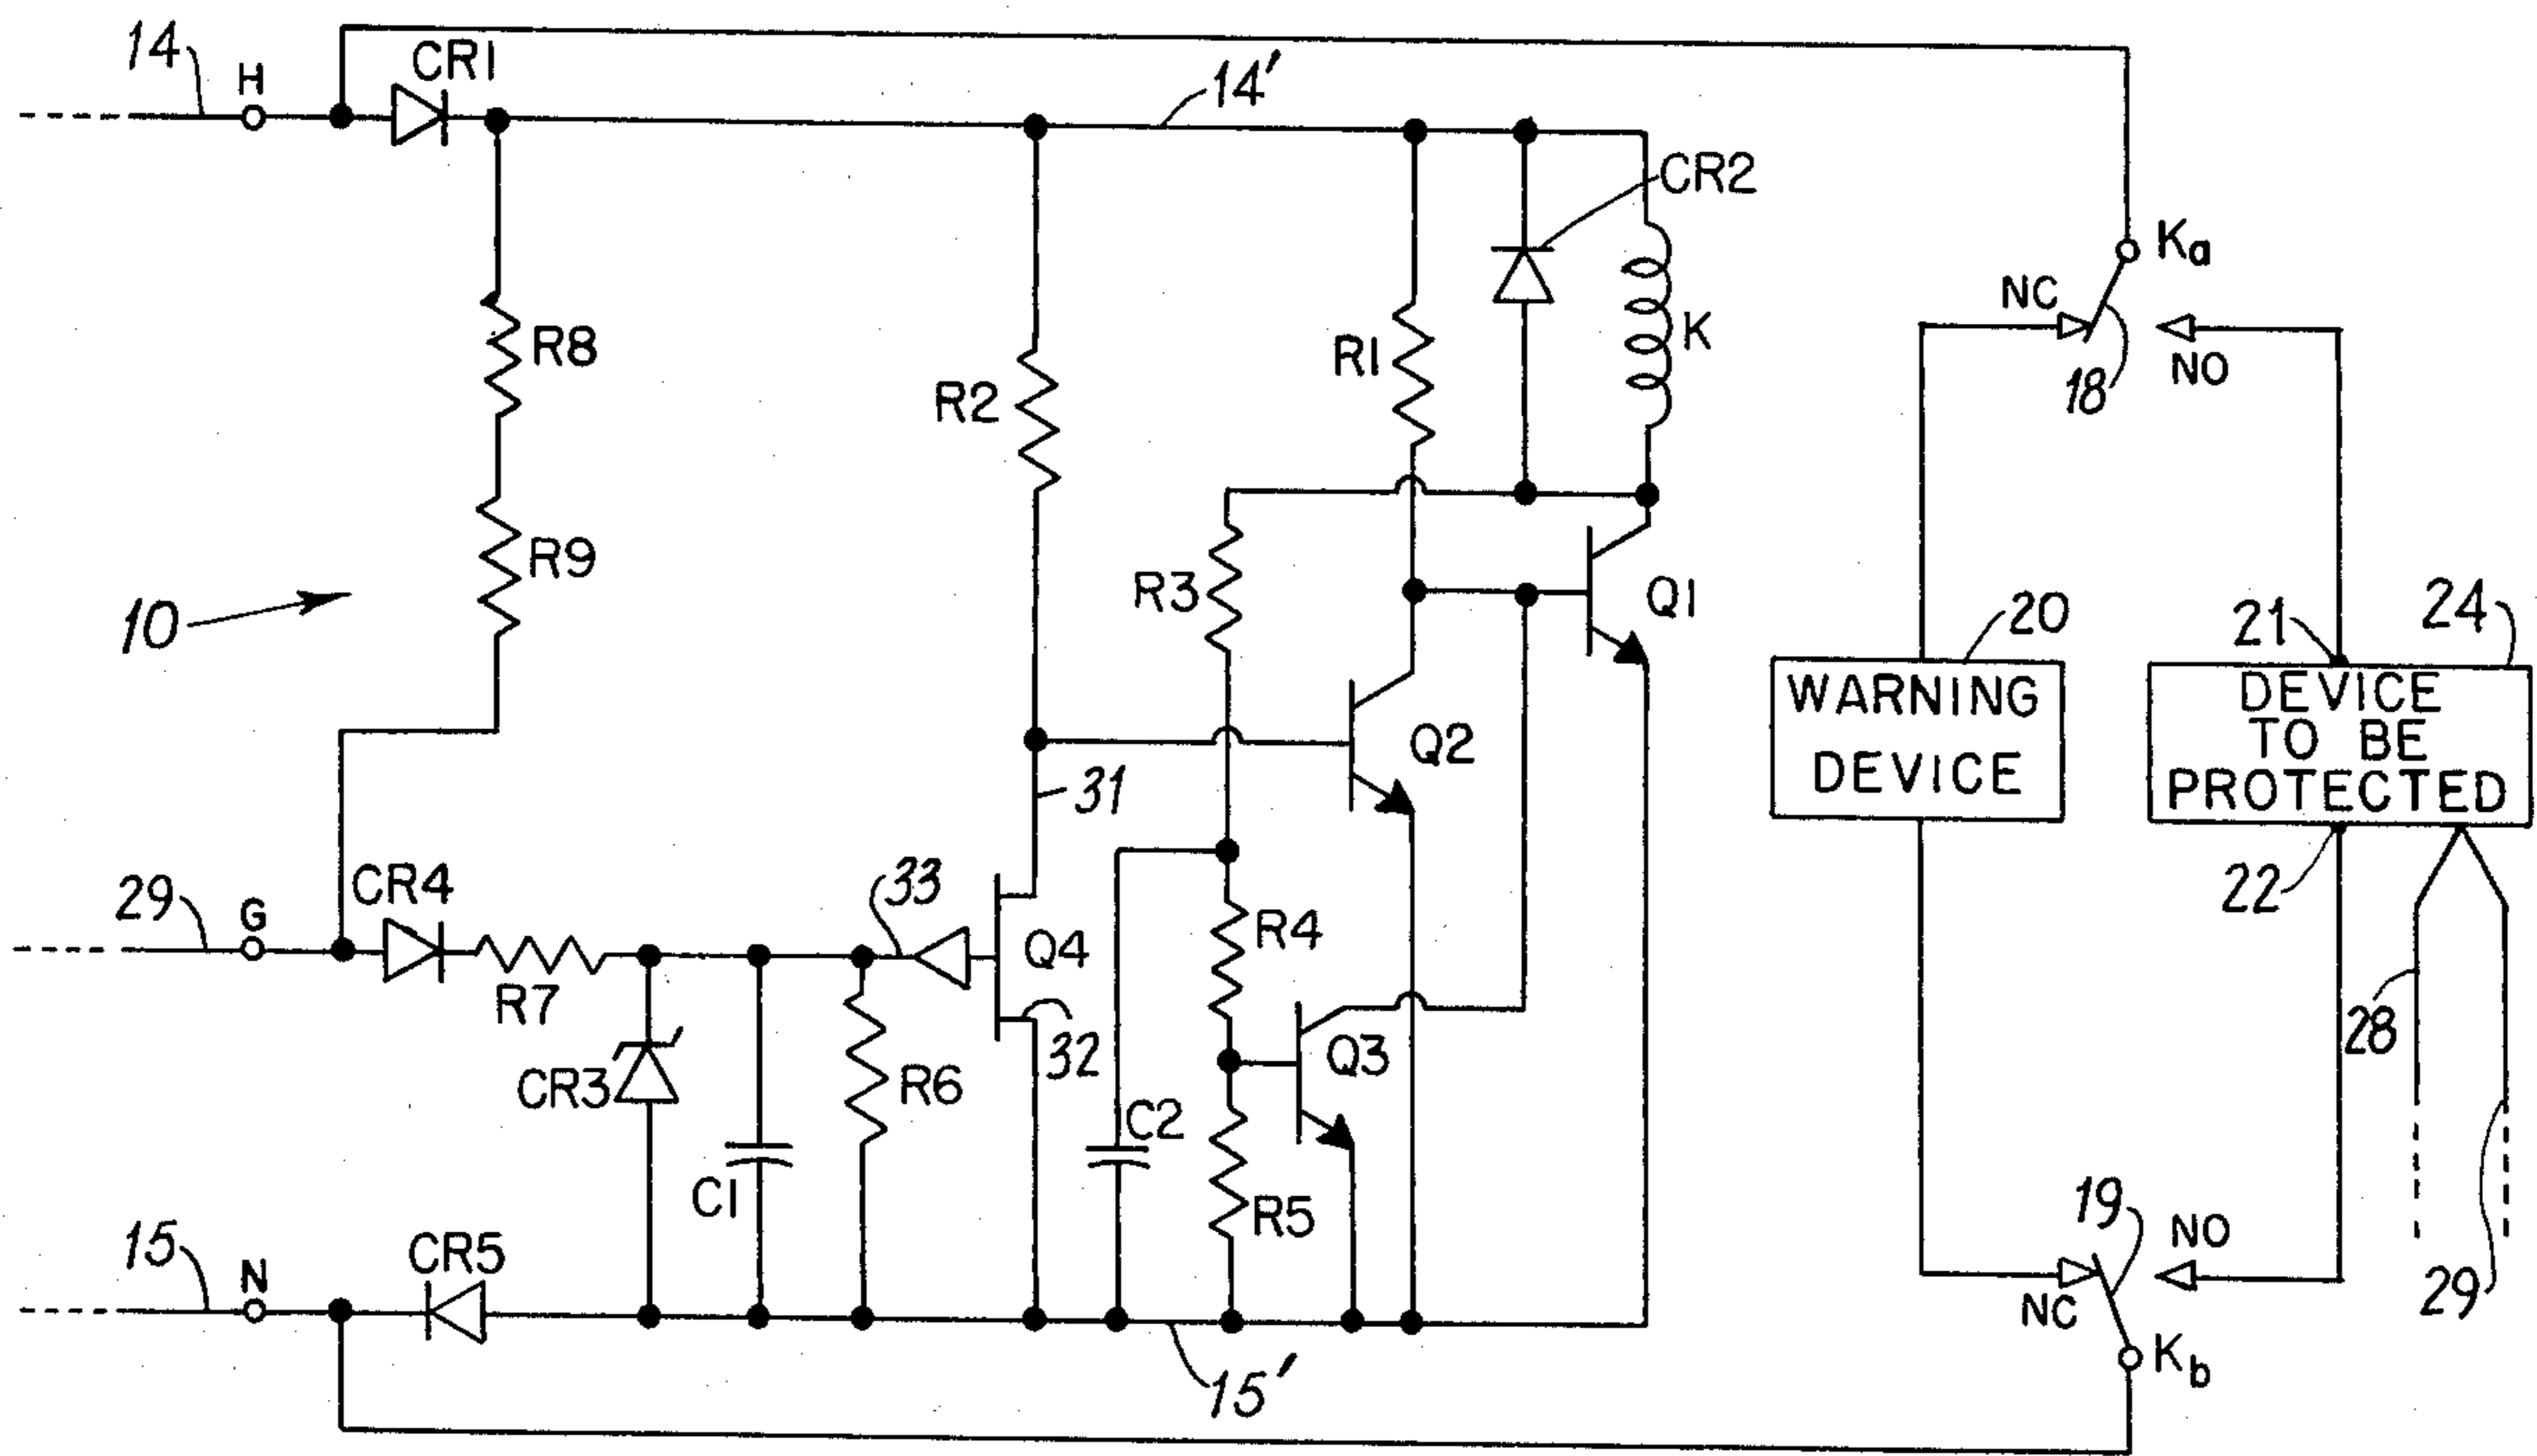 14
H
CR1
14'
CR2
Ka
NC
NO
18
R8
R2
R1
K
R9
R3
Q1
10
20
21
24
WARNING
DEVICE
DEVICE
TO BE
PROTECTED
Q2
31
22
29
G
CR4
33
R7
Q4
R4
28
32
Q3
CR3
R6
C2
C1
R5
19
NO
29
15
N
CR5
NC
Kb
15'